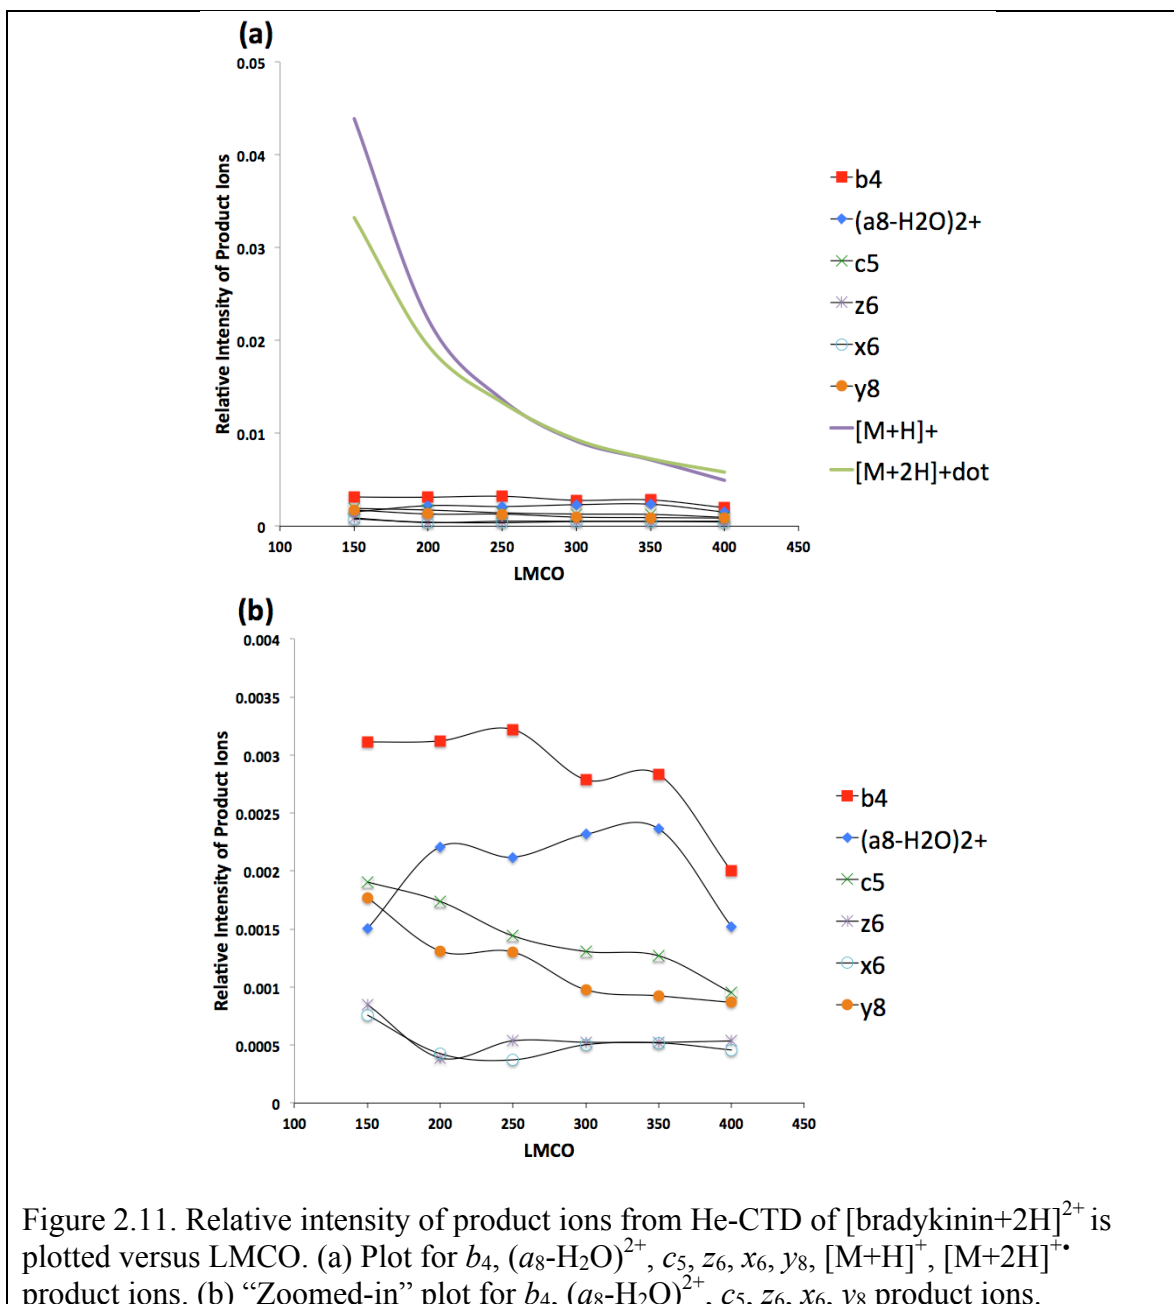 (a)
0.05
0.04
0.03
0.02
0.01
0
Relative Intensity of Product Ions
100 150 200 250 300 350 400 450
LMCO
b4
(a8-H2O)2+
c5
z6
x6
y8
[M+H]+
[M+2H]+dot
(b)
0.004
0.0035
0.003
0.0025
0.002
0.0015
0.001
0.0005
0
Relative Intensity of Product Ions
100 150 200 250 300 350 400 450
LMCO
b4
(a8-H2O)2+
c5
z6
x6
y8
Figure 2.11. Relative intensity of product ions from He-CTD of [bradykinin+2H]²⁺ is
plotted versus LMCO. (a) Plot for b₄, (a₈-H₂O)²⁺, c₅, z₆, x₆, y₈, [M+H]⁺, [M+2H]⁺•
product ions. (b) “Zoomed-in” plot for b₄, (a₈-H₂O)²⁺, c₅, z₆, x₆, y₈ product ions.